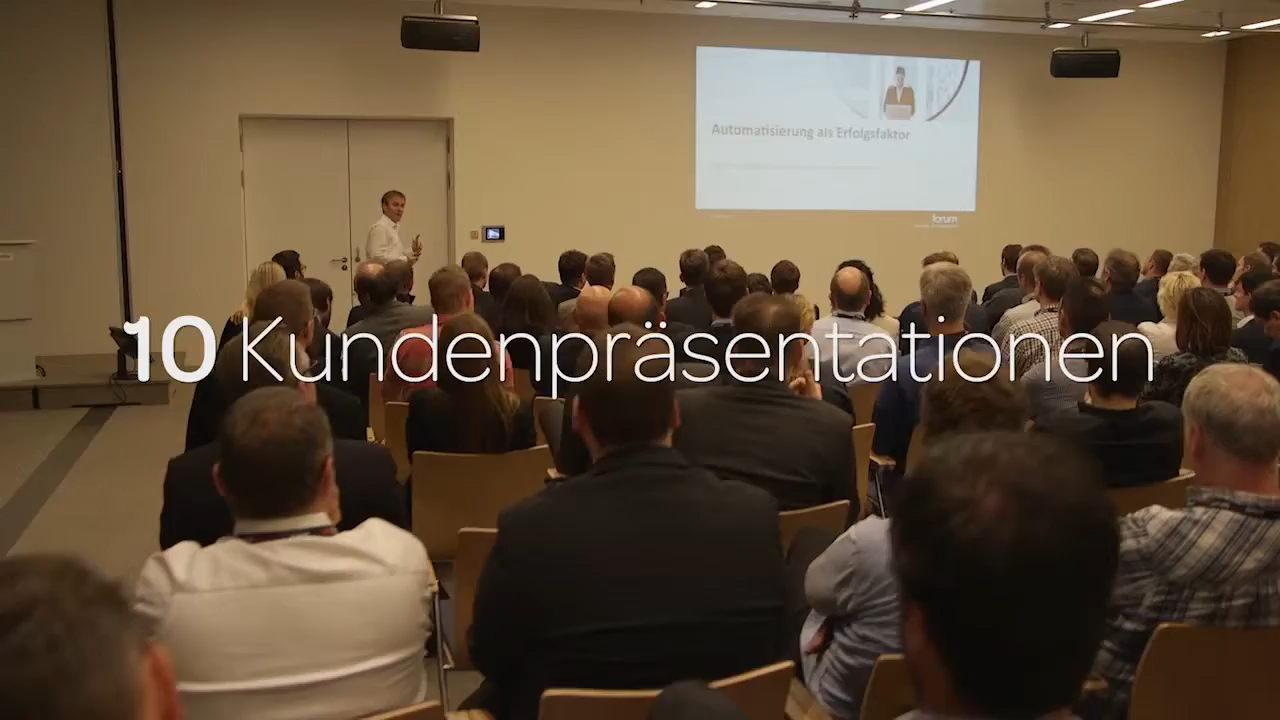 Automatisierung als Erfolgsfaktor
forum
10 Kundenpräsentationen